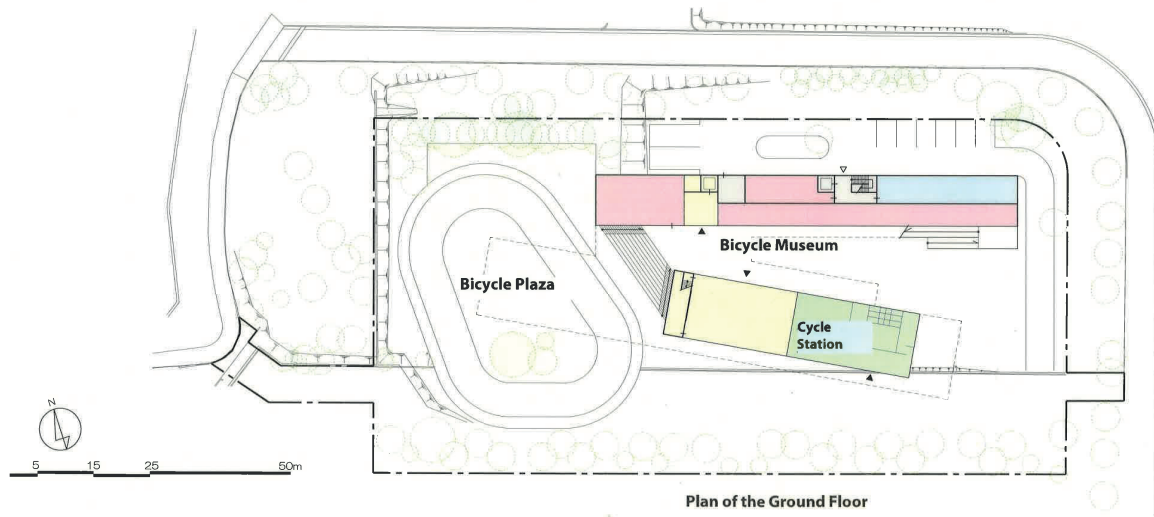 Bicycle Museum
Bicycle Plaza
Cycle
Station
N
5 15 25 50m
Plan of the Ground Floor